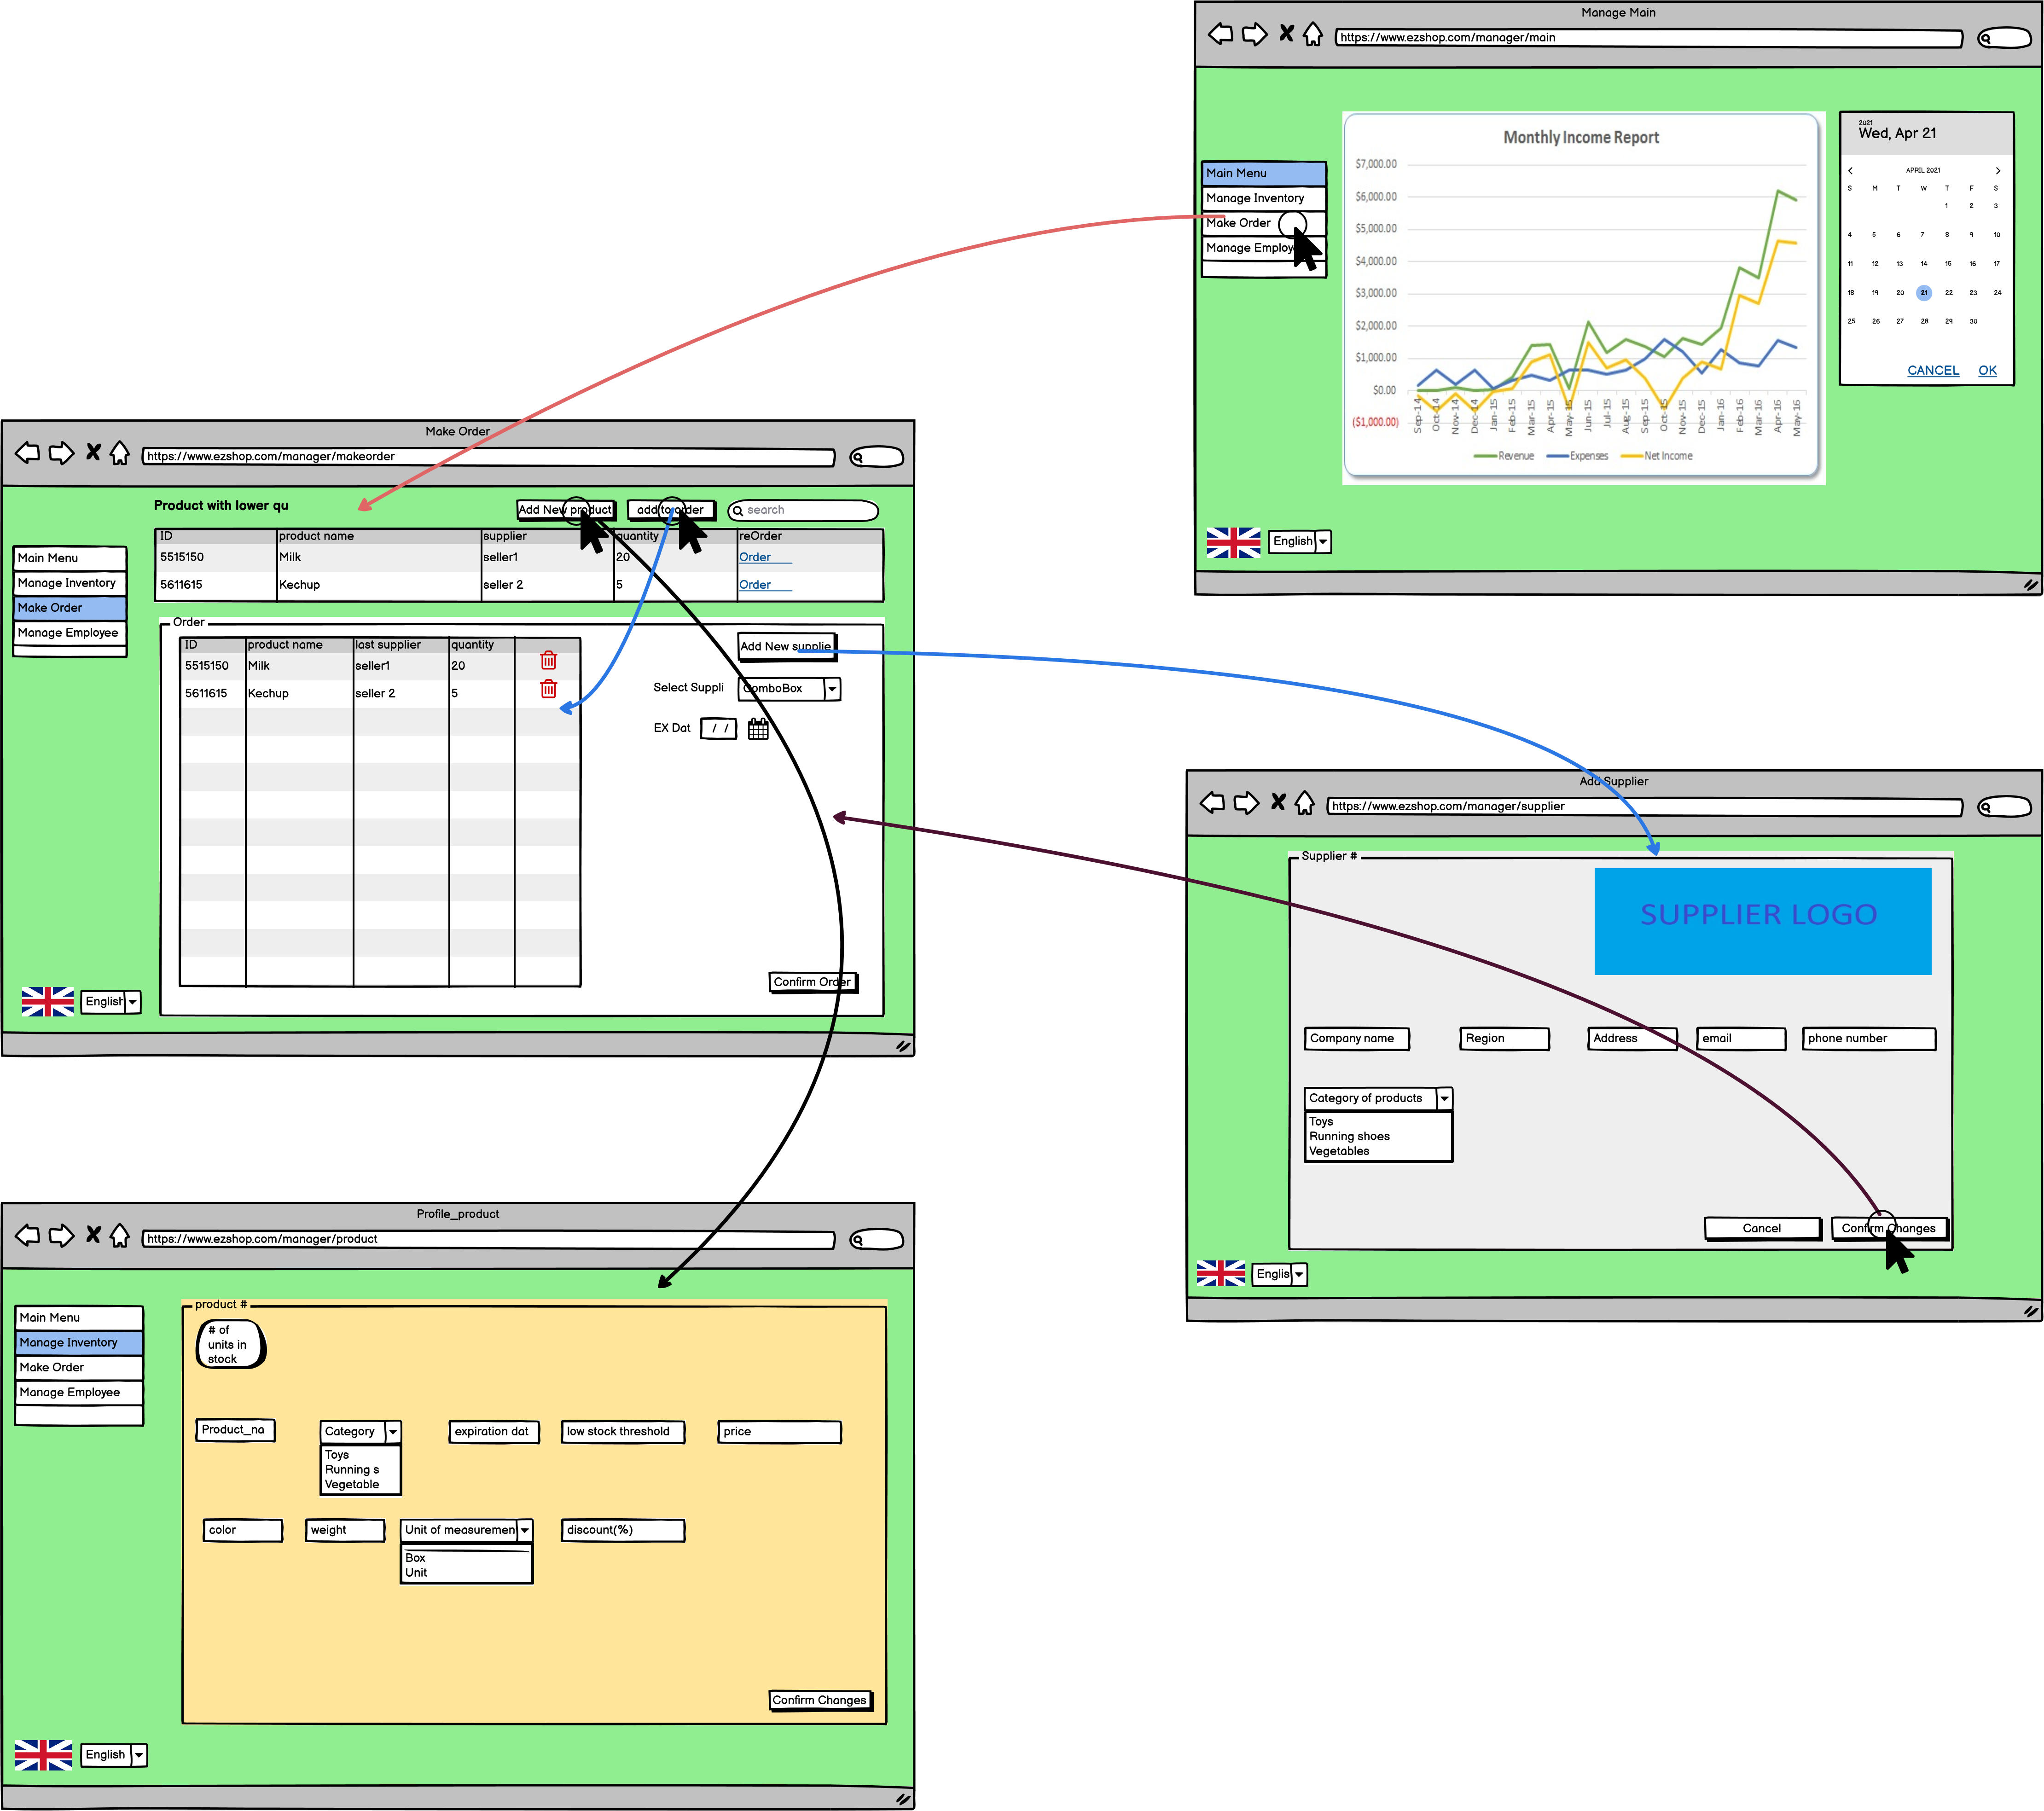 Manage Main
https://www.ezshop.com/manager/main
Main Menu
Manage Inventory
Make Order
Manage Employ
Monthly Income Report
$7,000.00
$6,000.00
$5,000.00
$4,000.00
$3,000.00
$2,000.00
$1,000.00
$0.00
($1,000.00)
Sep-14 Oct-14 Nov-14 Dec-14 Jan-15 Feb-15 Mar-15 Apr-15 May-15 Jun-15 Jul-15 Aug-15 Sep-15 Oct-15 Nov-15 Dec-15 Jan-16 Feb-16 Mar-16 Apr-16 May-16
Revenue Expenses Net Income
2021
Wed, Apr 21
APRIL 2021
S M T W T F S
1 2 3
4 5 6 7 8 9 10
11 12 13 14 15 16 17
18 19 20 21 22 23 24
25 26 27 28 29 30
CANCEL OK
English
Make Order
https://www.ezshop.com/manager/makeorder
Product with lower qu
Add New product
add to order
search
Main Menu
Manage Inventory
Make Order
Manage Employee
ID product name supplier quantity reOrder
5515150 Milk seller1 20 Order
5611615 Kechup seller 2 5 Order
Order
ID product name last supplier quantity
5515150 Milk seller1 20
5611615 Kechup seller 2 5
Add New supplie
Select Suppli
ComboBox
EX Dat / /
Confirm Order
English
Add Supplier
https://www.ezshop.com/manager/supplier
Supplier #
SUPPLIER LOGO
Company name
Region
Address
email
phone number
Category of products
Toys
Running shoes
Vegetables
Cancel
Confirm Changes
Englis
Profile_product
https://www.ezshop.com/manager/product
Main Menu
Manage Inventory
Make Order
Manage Employee
product #
# of
units in
stock
Product_na
Category
Toys
Running s
Vegetable
expiration dat
low stock threshold
price
color
weight
Unit of measuremen
Box
Unit
discount(%)
Confirm Changes
English